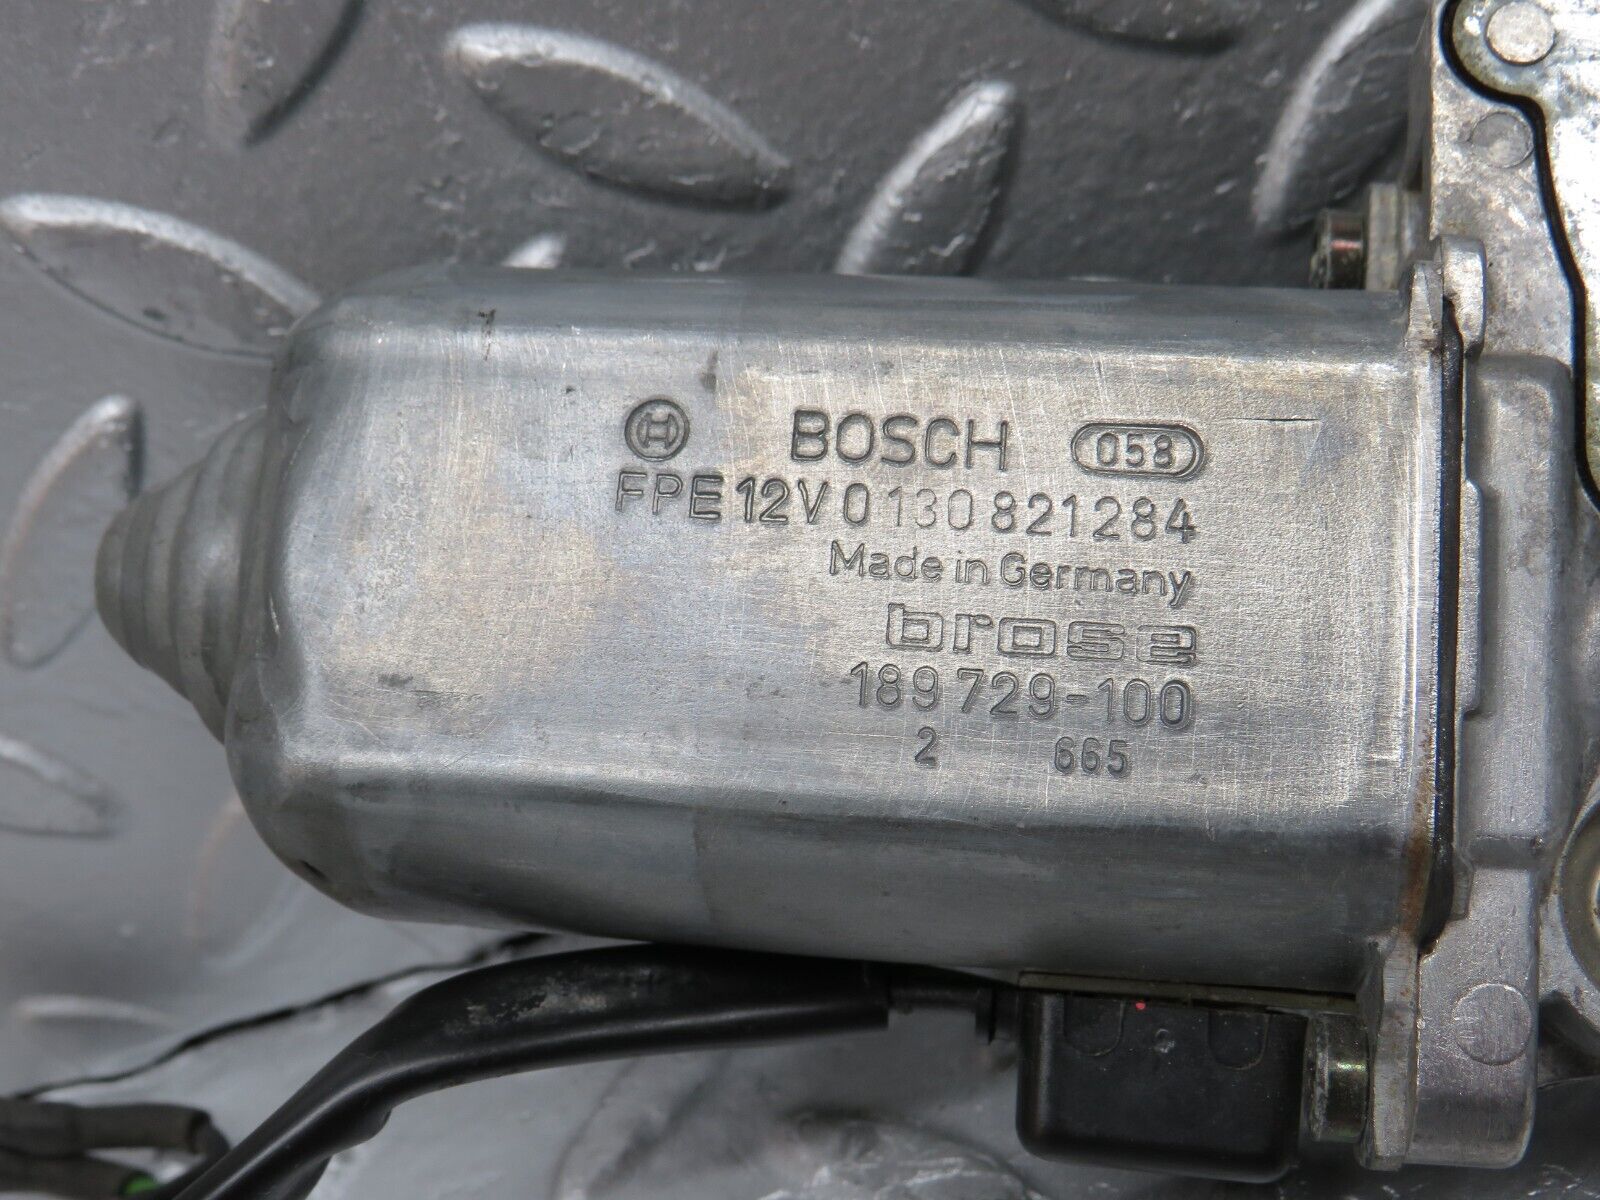 BOSCH 058
FPE 12V 0 130 821 284
Made in Germany
brose
189 729-100
2 665